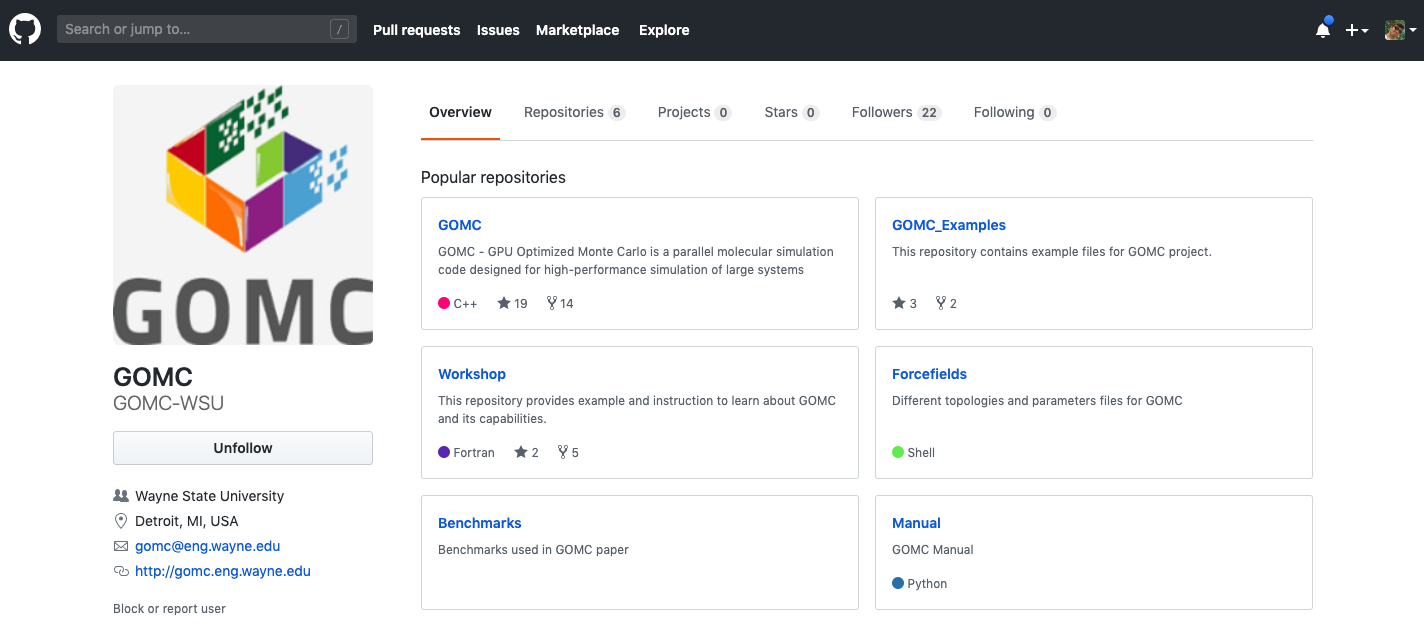 Search or jump to... /
Pull requests Issues Marketplace Explore
GOMC
GOMC
GOMC-WSU
Unfollow
Wayne State University
Detroit, MI, USA
gomc@eng.wayne.edu
http://gomc.eng.wayne.edu
Block or report user
Overview Repositories 6 Projects 0 Stars 0 Followers 22 Following 0
Popular repositories
GOMC
GOMC - GPU Optimized Monte Carlo is a parallel molecular simulation
code designed for high-performance simulation of large systems
C++ 19 14
GOMC_Examples
This repository contains example files for GOMC project.
3 2
Workshop
This repository provides example and instruction to learn about GOMC
and its capabilities.
Fortran 2 5
Forcefields
Different topologies and parameters files for GOMC
Shell
Benchmarks
Benchmarks used in GOMC paper
Manual
GOMC Manual
Python